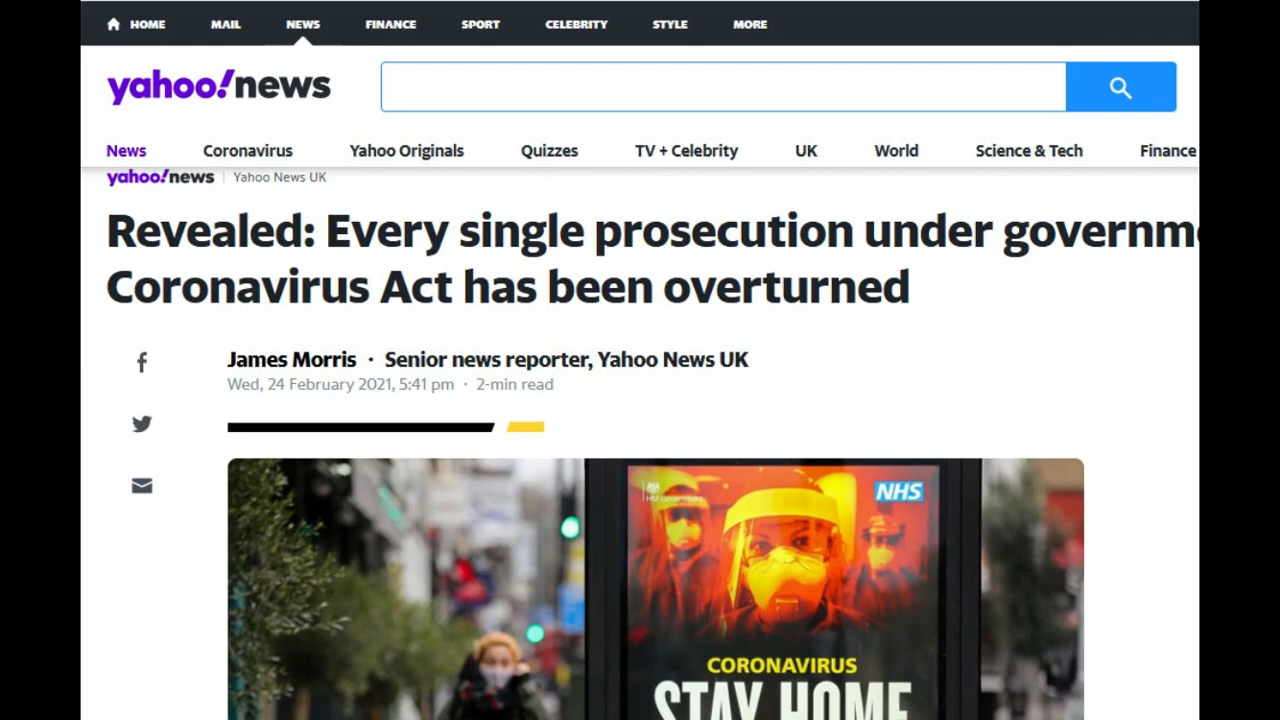 HOME MAIL NEWS FINANCE SPORT CELEBRITY STYLE MORE
yahoo!news
News Coronavirus Yahoo Originals Quizzes TV + Celebrity UK World Science & Tech Finance
yahoo!news Yahoo News UK
Revealed: Every single prosecution under governme
Coronavirus Act has been overturned
James Morris · Senior news reporter, Yahoo News UK
Wed, 24 February 2021, 5:41 pm · 2-min read
HM Government
NHS
CORONAVIRUS
STAY HOME